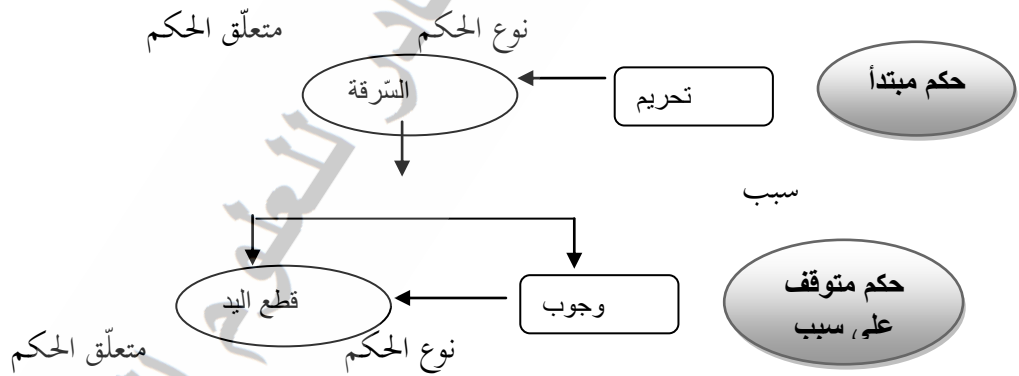 نوع الحكم
متعلّق الحكم
حكم مبتدأ
تحريم
السّرقة
سبب
حكم متوقف
على سبب
وجوب
قطع اليد
نوع الحكم
متعلّق الحكم